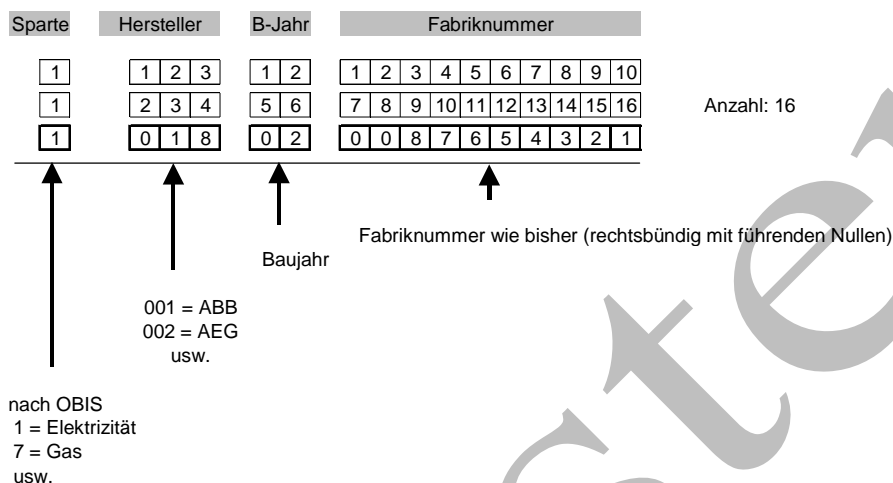 Sparte Hersteller B-Jahr Fabriknummer
1 1 2 3 1 2 1 2 3 4 5 6 7 8 9 10
1 2 3 4 5 6 7 8 9 10 11 12 13 14 15 16 Anzahl: 16
1 0 1 8 0 2 0 0 8 7 6 5 4 3 2 1
Fabriknummer wie bisher (rechtsbündig mit führenden Nullen)
Baujahr
001 = ABB
002 = AEG
usw.
nach OBIS
1 = Elektrizität
7 = Gas
usw.